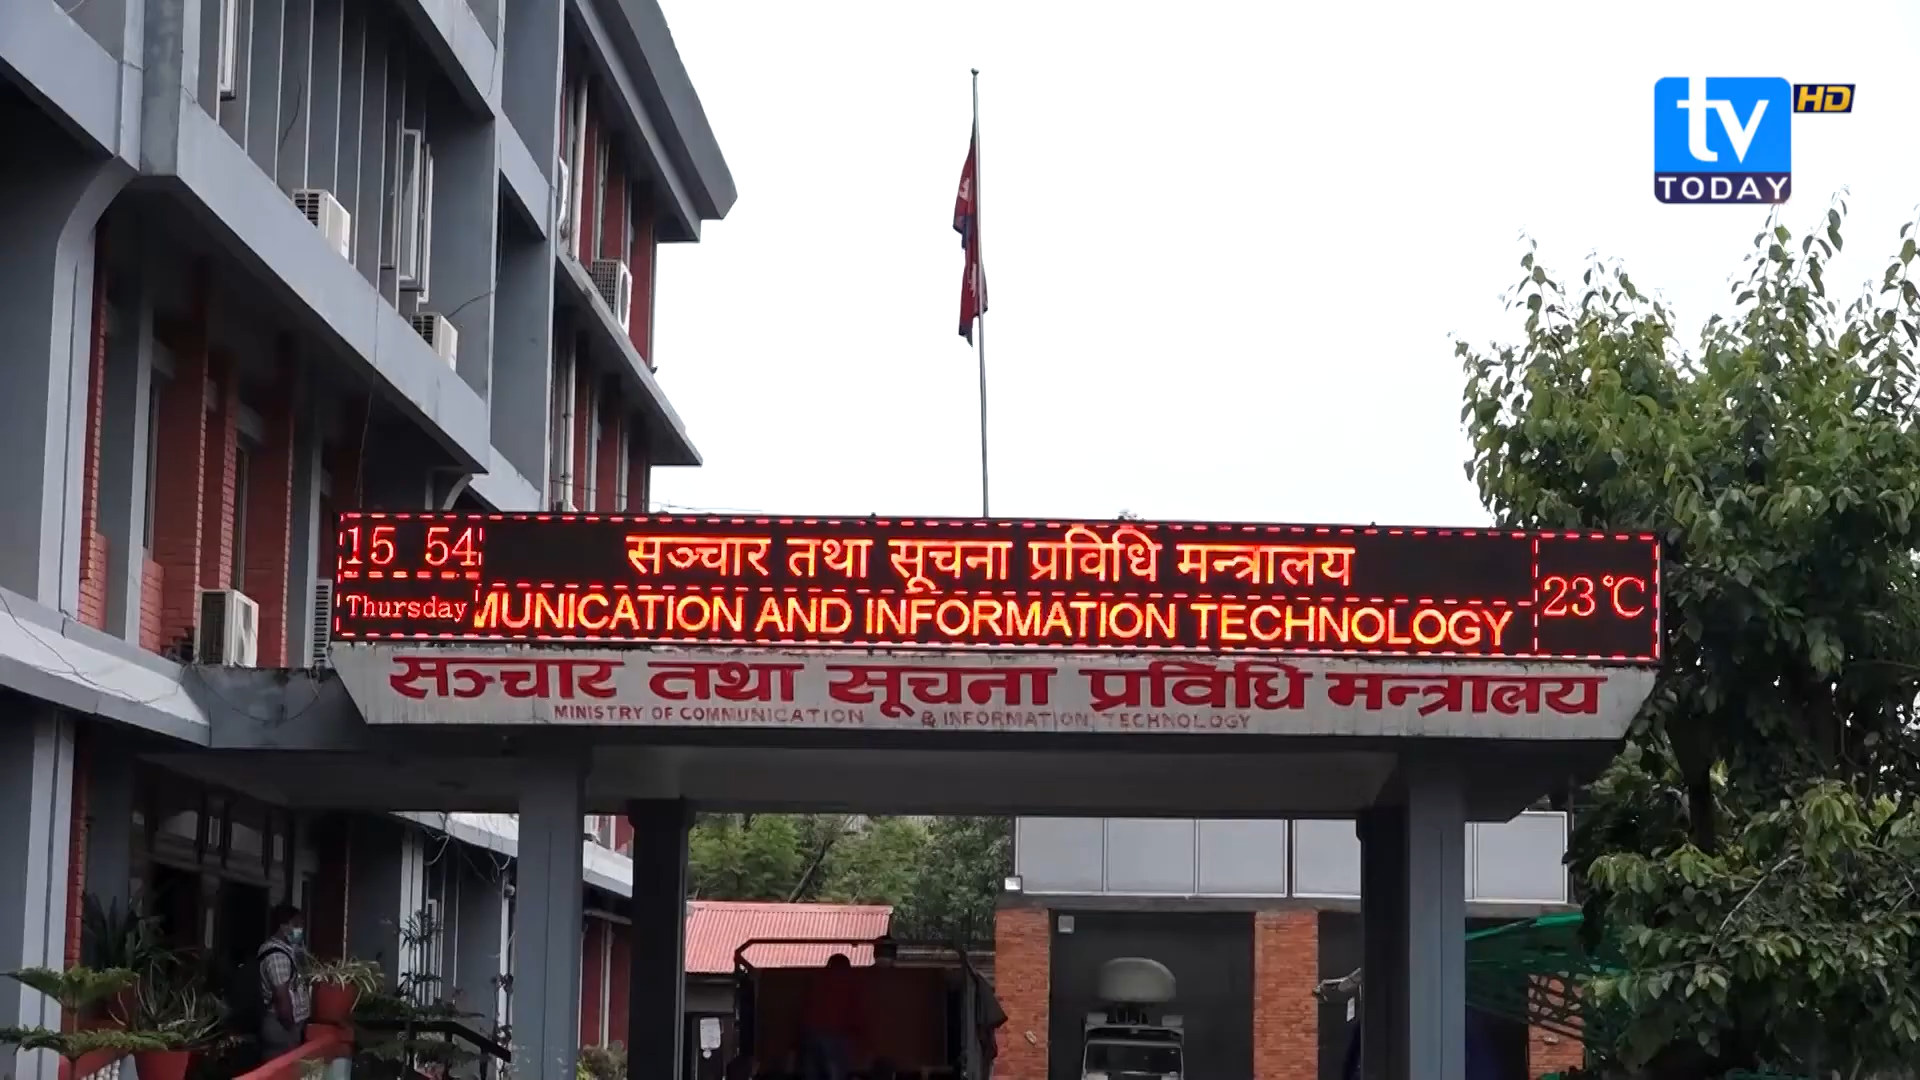 tv HD
TODAY
15 54
सञ्चार तथा सूचना प्रविधि मन्त्रालय
Thursday
MUNICATION AND INFORMATION TECHNOLOGY
23°C
सञ्चार तथा सूचना प्रविधि मन्त्रालय
MINISTRY OF COMMUNICATION & INFORMATION TECHNOLOGY